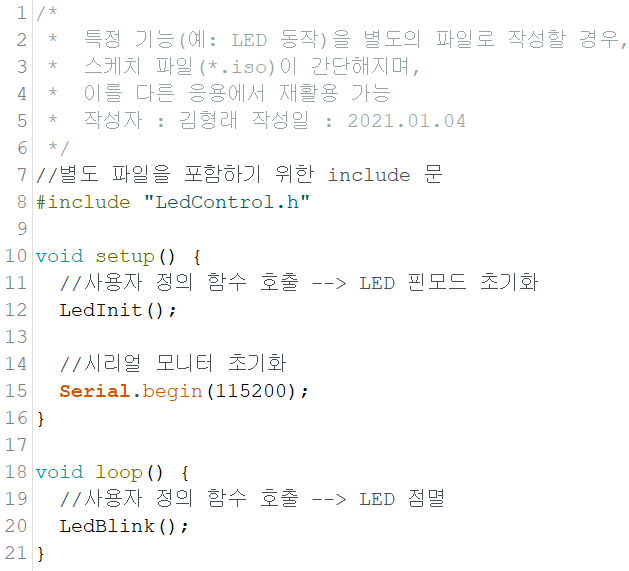 1 /*
2  *  특정 기능(예: LED 동작)을 별도의 파일로 작성할 경우,
3  *  스케치 파일(*.iso)이 간단해지며,
4  *  이를 다른 응용에서 재활용 가능
5  *  작성자 : 김형래 작성일 : 2021.01.04
6  */
7 //별도 파일을 포함하기 위한 include 문
8 #include "LedControl.h"
9
10 void setup() {
11   //사용자 정의 함수 호출 --> LED 핀모드 초기화
12   LedInit();
13
14   //시리얼 모니터 초기화
15   Serial.begin(115200);
16 }
17
18 void loop() {
19   //사용자 정의 함수 호출 --> LED 점멸
20   LedBlink();
21 }